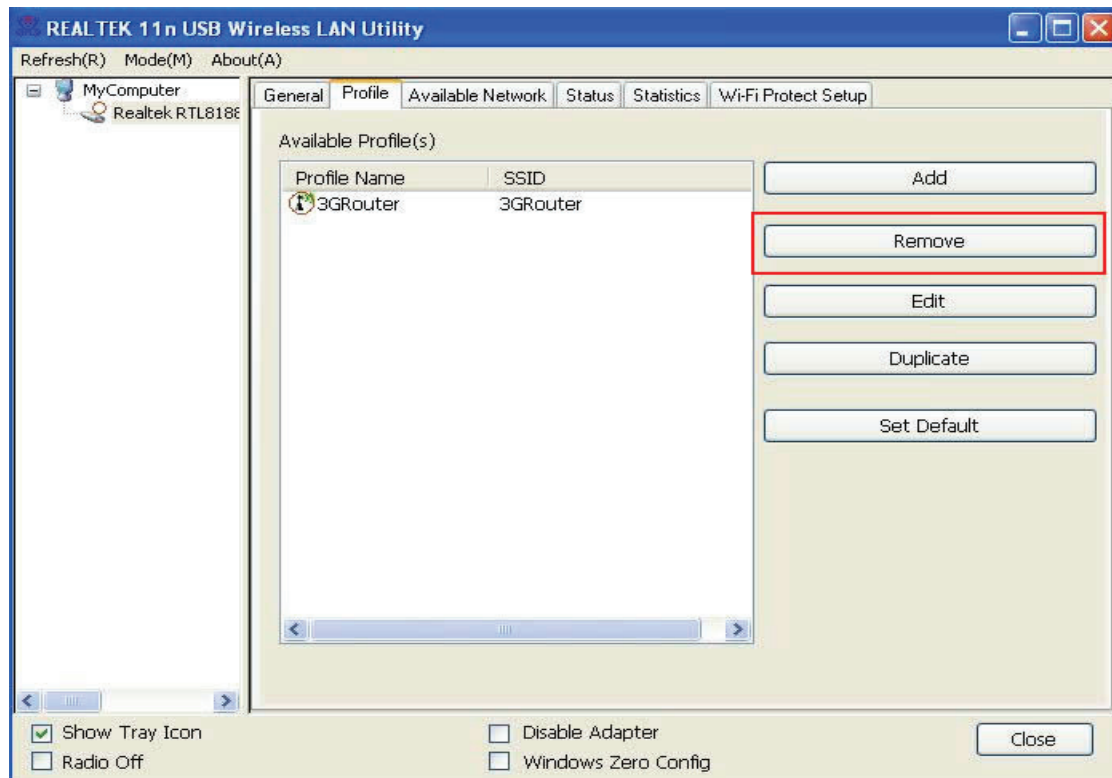 REALTEK 11n USB Wireless LAN Utility
Refresh(R) Mode(M) About(A)
MyComputer
Realtek RTL8188
General Profile Available Network Status Statistics Wi-Fi Protect Setup
Available Profile(s)
Profile Name SSID
3GRouter 3GRouter
Add
Remove
Edit
Duplicate
Set Default
Show Tray Icon
Radio Off
Disable Adapter
Windows Zero Config
Close